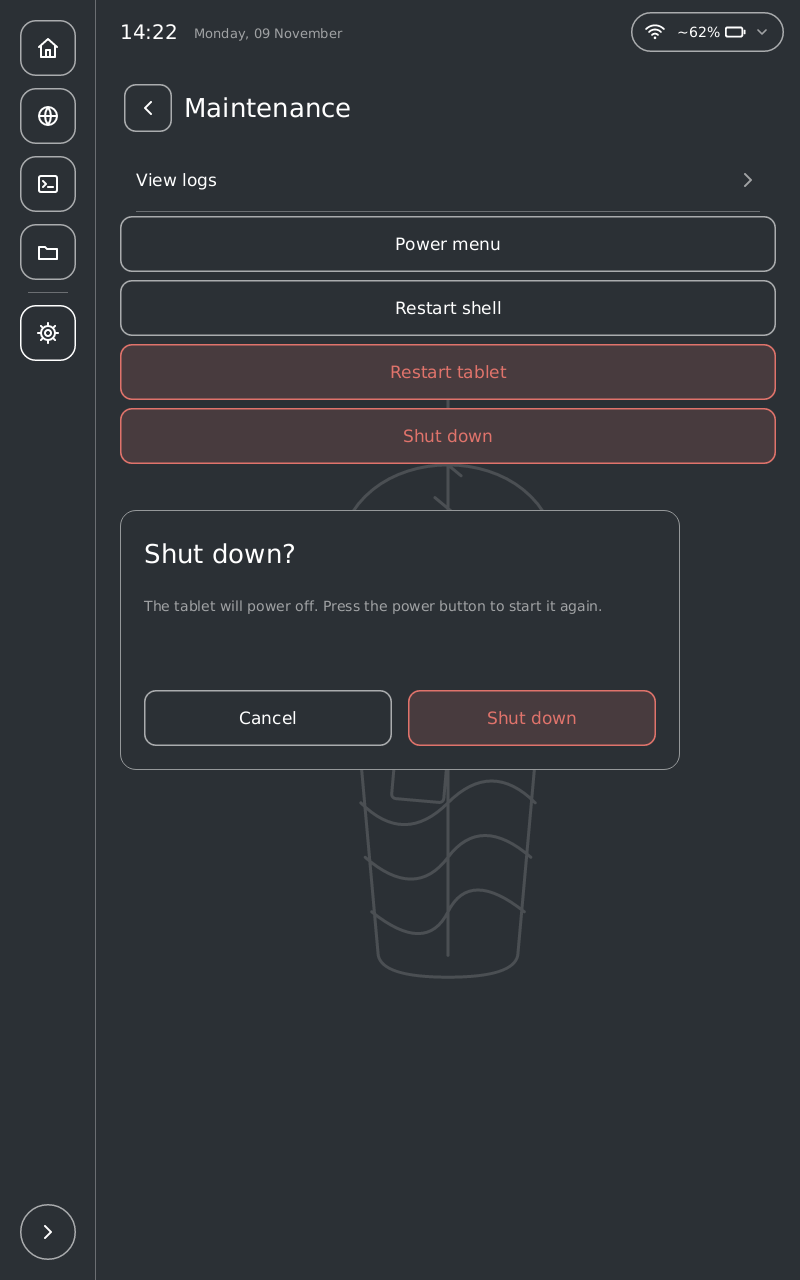 14:22 Monday, 09 November ~62%
Maintenance
View logs
Power menu
Restart shell
Restart tablet
Shut down
Shut down?
The tablet will power off. Press the power button to start it again.
Cancel Shut down